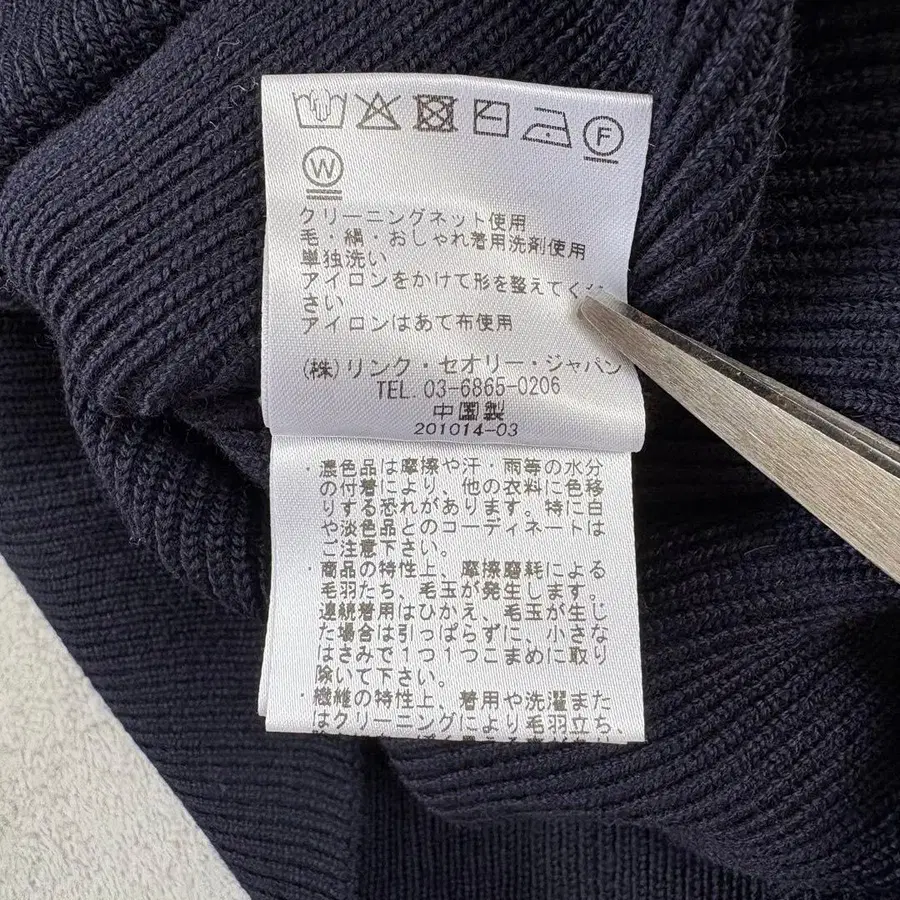 F
W
クリーニングネット使用
毛・絹・おしゃれ着用洗剤使用
単独洗い
アイロンをかけて形を整えてく
さい
アイロンはあて布使用
(株)リンク・セオリー・ジャパン
TEL. 03-6865-0206
中国製
201014-03
・濃色品は摩擦や汗・雨等の水分
の付着により、他の衣料に色移
りする恐れがあります。特に白
や淡色品とのコーディネートは
ご注意下さい。
・商品の特性上、摩擦磨耗による
毛羽たち、毛玉が発生します。
連続着用はひかえ、毛玉が生じ
た場合は引っぱらずに、小さな
はさみで1つ1つこまめに取り
除いて下さい。
・繊維の特性上、着用や洗濯また
はクリーニングにより毛羽立ち、